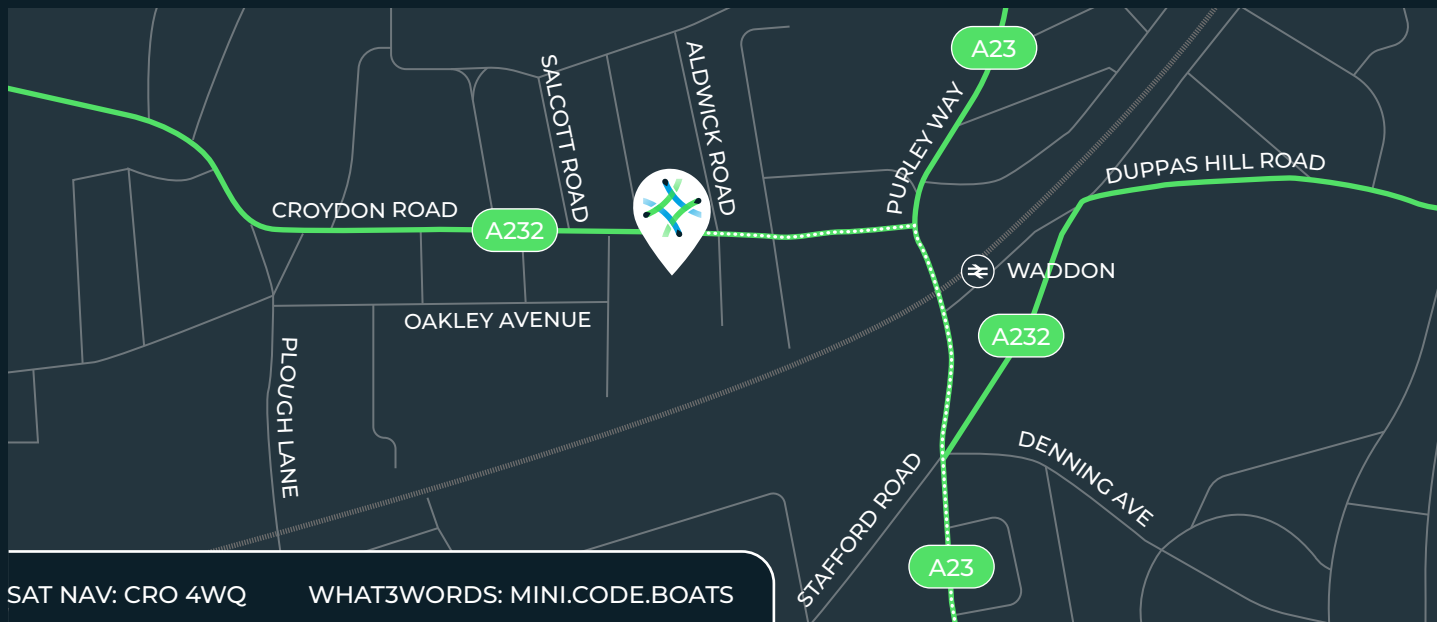 A23
SALCOTT ROAD
ALDWICK ROAD
PURLEY WAY
DUPPAS HILL ROAD
CROYDON ROAD
A232
WADDON
OAKLEY AVENUE
A232
PLOUGH LANE
DENNING AVE
STAFFORD ROAD
A23
SAT NAV: CRO 4WQ
WHAT3WORDS: MINI.CODE.BOATS